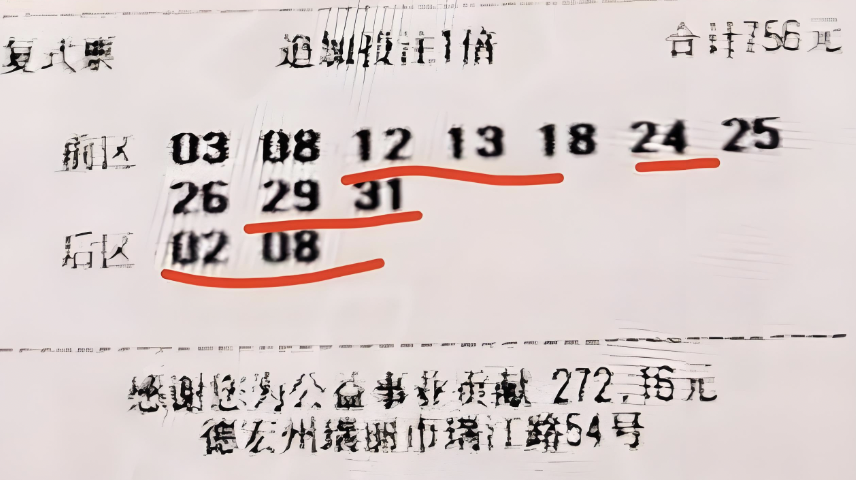 复式票 追加投注1倍 合计756元
前区 03 08 12 13 18 24 25
26 29 31
后区 02 08
感谢您为公益事业贡献 272.16元
德宏州瑞丽市瑞江路54号